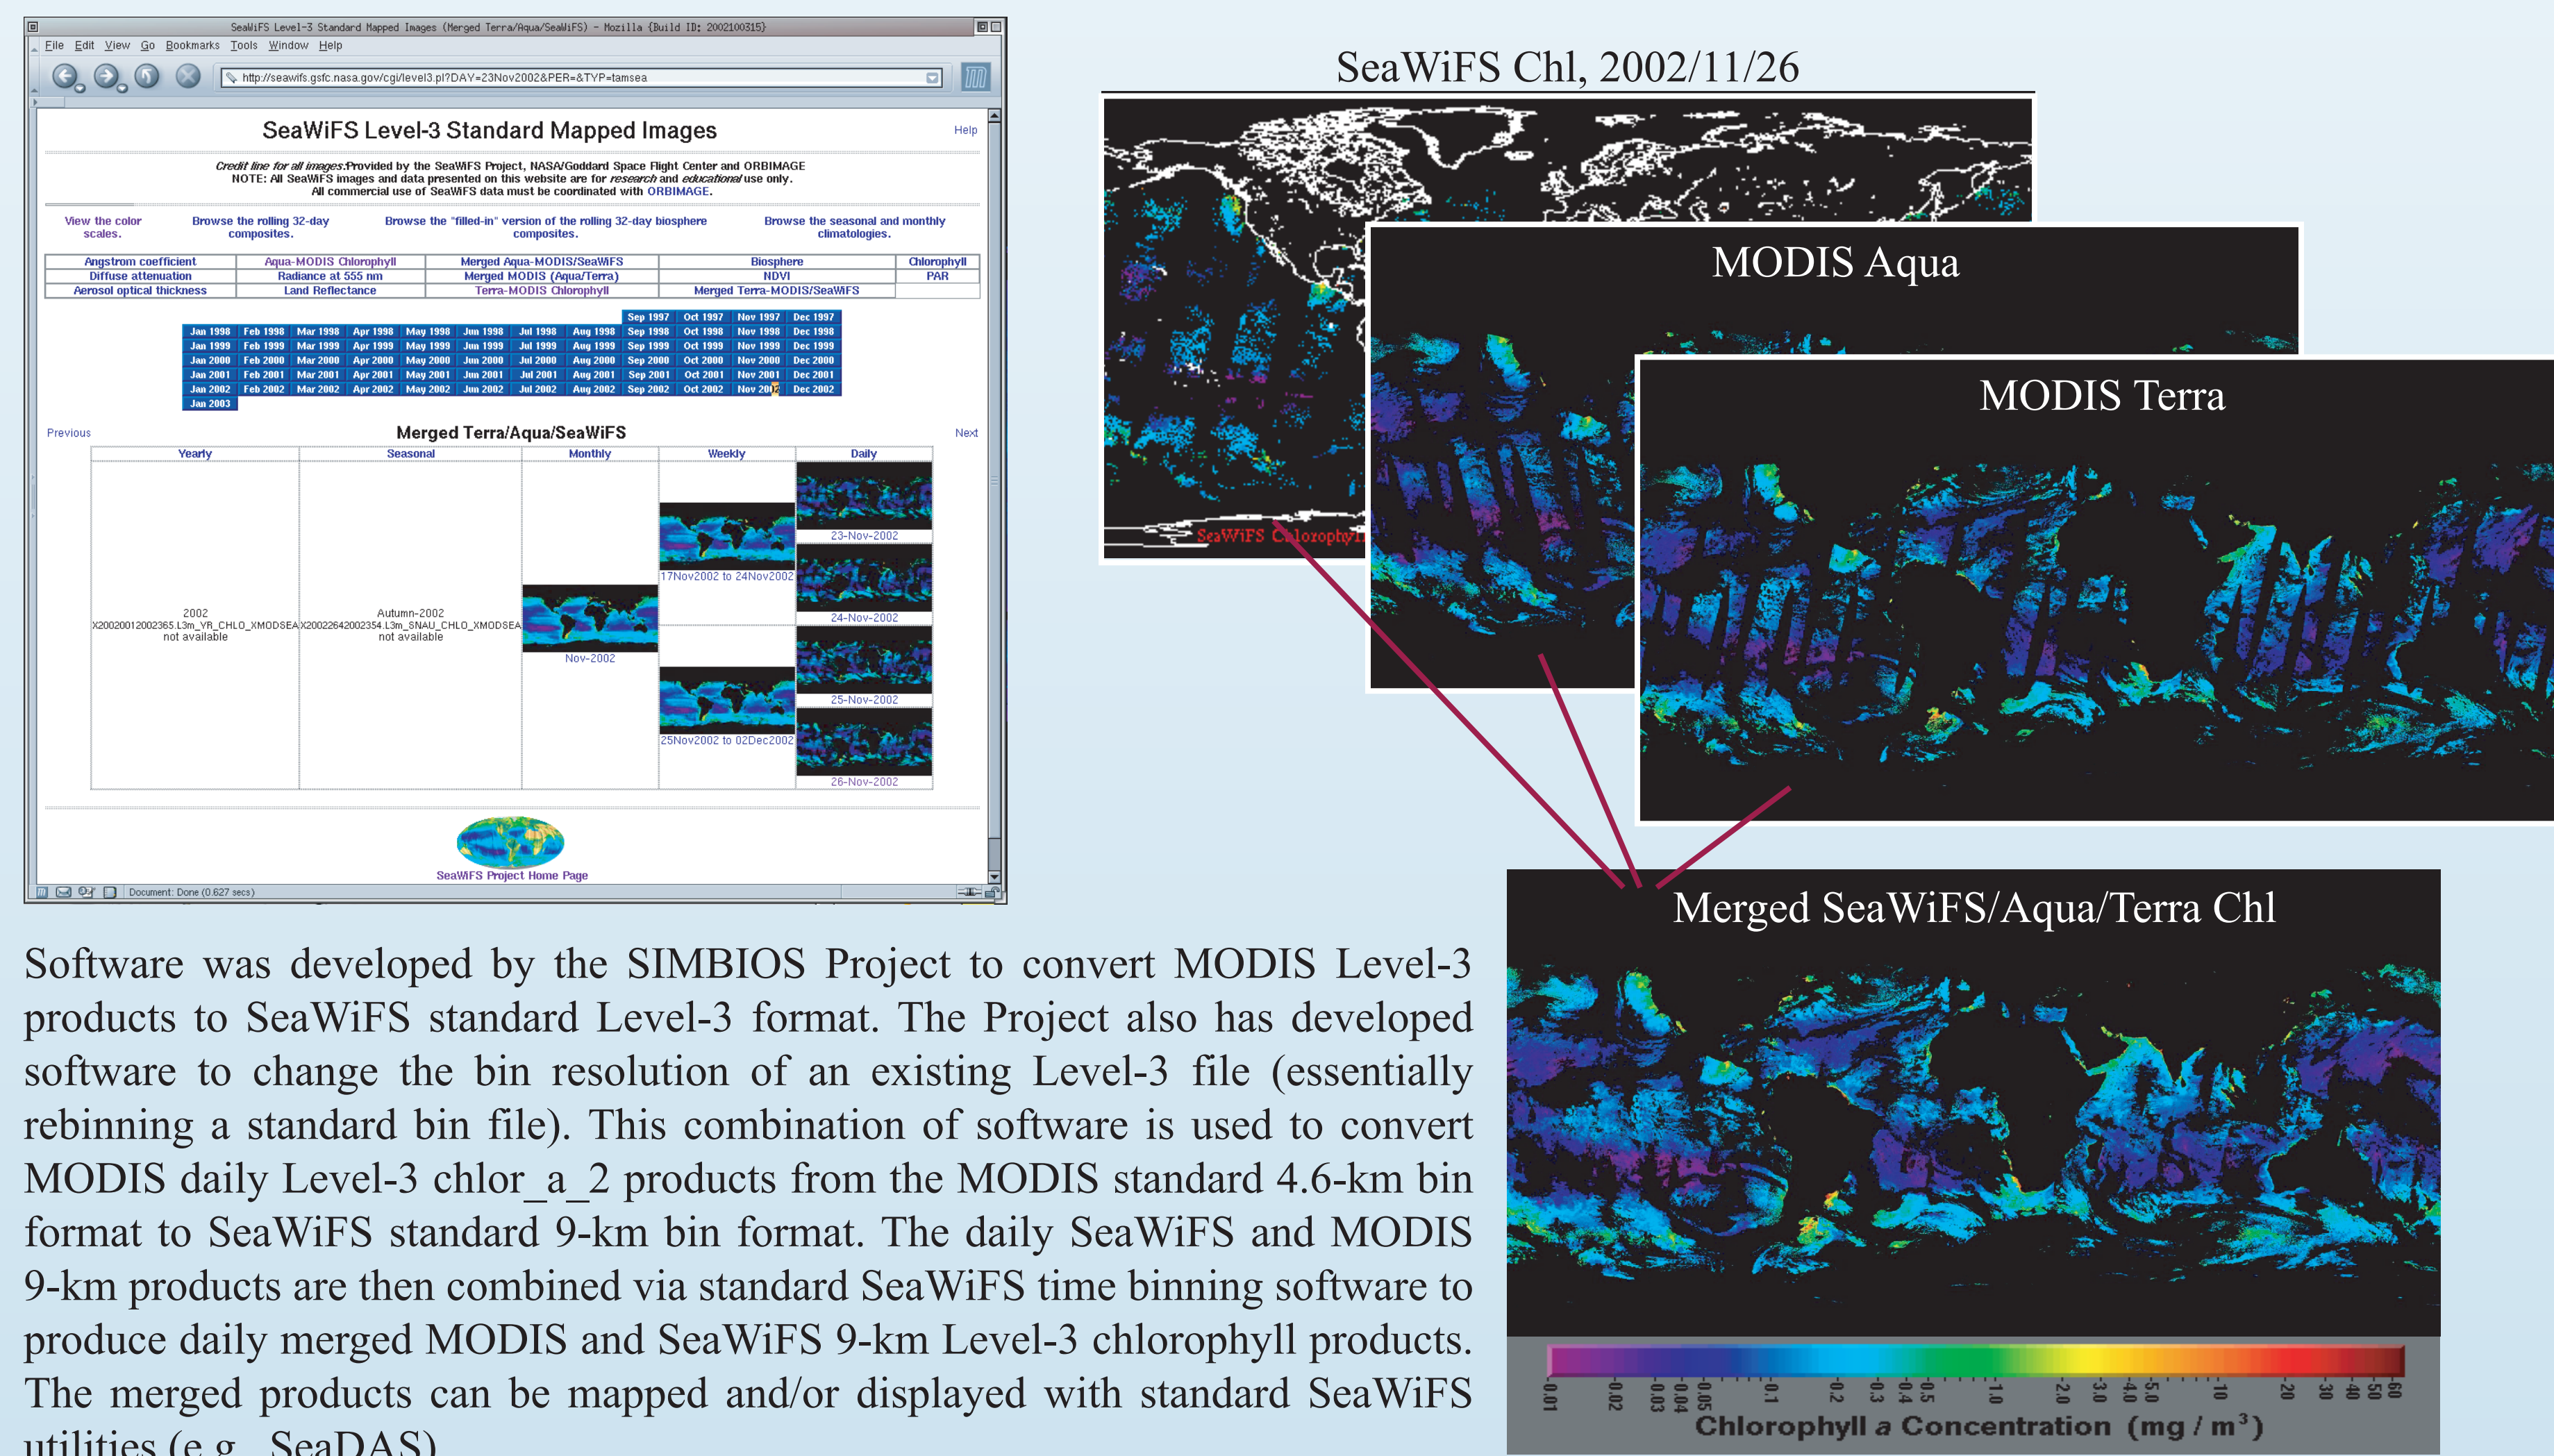 SeaWiFS Level-3 Standard Mapped Images (Merged Terra/Aqua/SeaWiFS) - Mozilla {Build ID: 2002100315}
File Edit View Go Bookmarks Tools Window Help
http://seawifs.gsfc.nasa.gov/cgi/level3.pl?DAY=23Nov2002&PER=&TYP=tamsea
SeaWiFS Level-3 Standard Mapped Images
Help
Credit line for all images:Provided by the SeaWiFS Project, NASA/Goddard Space Flight Center and ORBIMAGE
NOTE: All SeaWiFS images and data presented on this website are for research and educational use only.
All commercial use of SeaWiFS data must be coordinated with ORBIMAGE.
View the color scales.
Browse the rolling 32-day composites.
Browse the "filled-in" version of the rolling 32-day biosphere composites.
Browse the seasonal and monthly climatologies.
Angstrom coefficient Aqua-MODIS Chlorophyll Merged Aqua-MODIS/SeaWiFS Biosphere Chlorophyll
Diffuse attenuation Radiance at 555 nm Merged MODIS (Aqua/Terra) NDVI PAR
Aerosol optical thickness Land Reflectance Terra-MODIS Chlorophyll Merged Terra-MODIS/SeaWiFS
Sep 1997 Oct 1997 Nov 1997 Dec 1997
Jan 1998 Feb 1998 Mar 1998 Apr 1998 May 1998 Jun 1998 Jul 1998 Aug 1998 Sep 1998 Oct 1998 Nov 1998 Dec 1998
Jan 1999 Feb 1999 Mar 1999 Apr 1999 May 1999 Jun 1999 Jul 1999 Aug 1999 Sep 1999 Oct 1999 Nov 1999 Dec 1999
Jan 2000 Feb 2000 Mar 2000 Apr 2000 May 2000 Jun 2000 Jul 2000 Aug 2000 Sep 2000 Oct 2000 Nov 2000 Dec 2000
Jan 2001 Feb 2001 Mar 2001 Apr 2001 May 2001 Jun 2001 Jul 2001 Aug 2001 Sep 2001 Oct 2001 Nov 2001 Dec 2001
Jan 2002 Feb 2002 Mar 2002 Apr 2002 May 2002 Jun 2002 Jul 2002 Aug 2002 Sep 2002 Oct 2002 Nov 2002 Dec 2002
Jan 2003
Previous
Merged Terra/Aqua/SeaWiFS
Next
Yearly Seasonal Monthly Weekly Daily
23-Nov-2002
17Nov2002 to 24Nov2002
2002
X20020012002365.L3m_YR_CHLO_XMODSEA
not available
Autumn-2002
X20022642002354.L3m_SNAU_CHLO_XMODSEA
not available
24-Nov-2002
Nov-2002
25-Nov-2002
25Nov2002 to 02Dec2002
26-Nov-2002
SeaWiFS Project Home Page
Document: Done (0.627 secs)
SeaWiFS Chl, 2002/11/26
SeaWiFS Chlorophyll
MODIS Aqua
MODIS Terra
Merged SeaWiFS/Aqua/Terra Chl
0.01 0.02 0.03 0.04 0.05 0.1 0.2 0.3 0.4 0.5 1.0 2.0 3.0 4.0 5.0 10 20 30 40 50 60
Chlorophyll a Concentration (mg / m³)
Software was developed by the SIMBIOS Project to convert MODIS Level-3
products to SeaWiFS standard Level-3 format. The Project also has developed
software to change the bin resolution of an existing Level-3 file (essentially
rebinning a standard bin file). This combination of software is used to convert
MODIS daily Level-3 chlor_a_2 products from the MODIS standard 4.6-km bin
format to SeaWiFS standard 9-km bin format. The daily SeaWiFS and MODIS
9-km products are then combined via standard SeaWiFS time binning software to
produce daily merged MODIS and SeaWiFS 9-km Level-3 chlorophyll products.
The merged products can be mapped and/or displayed with standard SeaWiFS
utilities (e.g., SeaDAS)